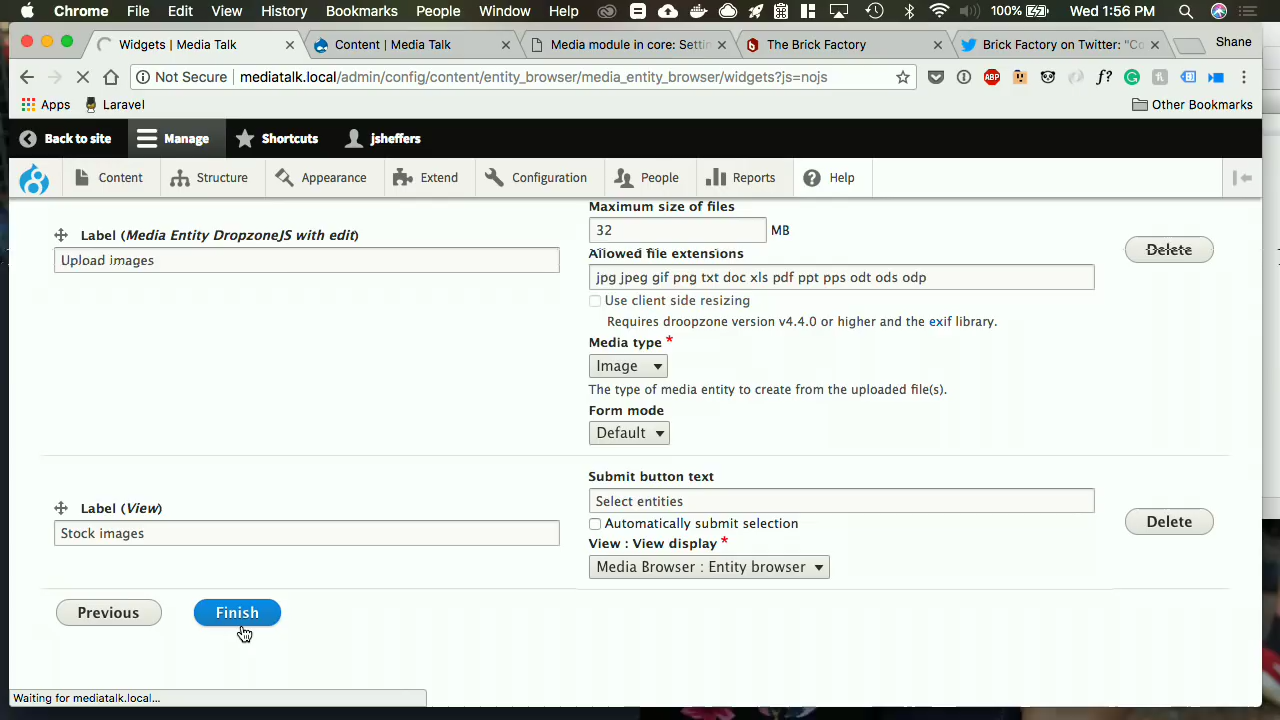 Chrome File Edit View History Bookmarks People Window Help 100% Wed 1:56 PM
Widgets | Media Talk Content | Media Talk Media module in core: Settin The Brick Factory Brick Factory on Twitter: "Co Shane
Not Secure mediatalk.local/admin/config/content/entity_browser/media_entity_browser/widgets?js=nojs ABP f?
Apps Laravel Other Bookmarks
Back to site Manage Shortcuts jsheffers
Content Structure Appearance Extend Configuration People Reports Help
Maximum size of files
32 MB
Label (Media Entity DropzoneJS with edit)
Upload images
Delete
Allowed file extensions
jpg jpeg gif png txt doc xls pdf ppt pps odt ods odp
Use client side resizing
Requires droopzone version v4.4.0 or higher and the exif library.
Media type *
Image
The type of media entity to create from the uploaded file(s).
Form mode
Default
Submit button text
Select entities
Label (View)
Stock images
Delete
Automatically submit selection
View : View display *
Media Browser : Entity browser
Previous Finish
Waiting for mediatalk.local...